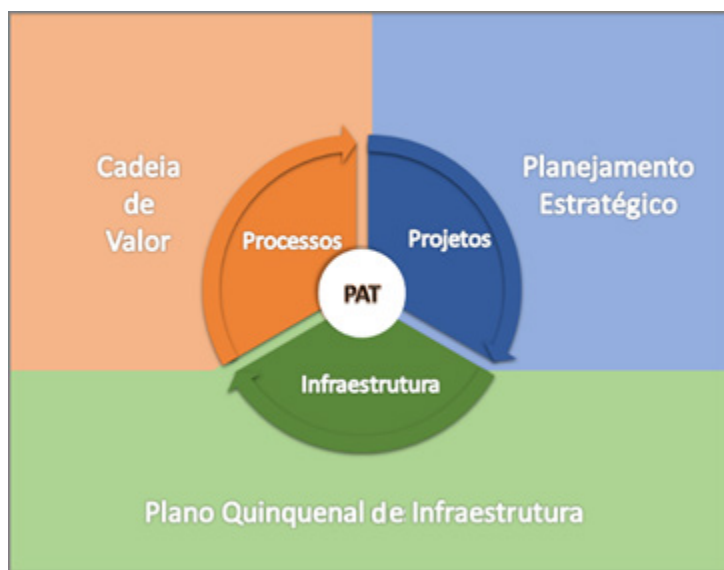 Cadeia
de
Valor
Planejamento
Estratégico
Processos
Projetos
PAT
Infraestrutura
Plano Quinquenal de Infraestrutura